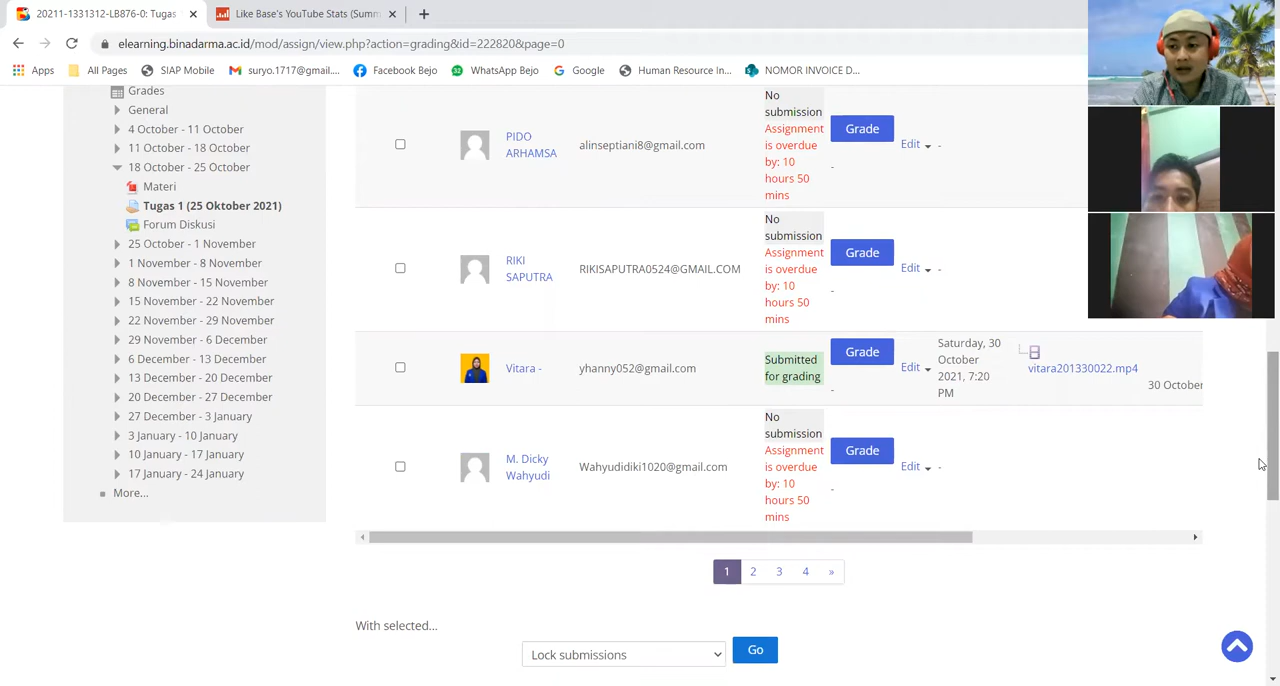 20211-1331312-LB876-0: Tugas
Like Base's YouTube Stats (Summ
elearning.binadarma.ac.id/mod/assign/view.php?action=grading&id=222820&page=0
Apps
All Pages
SIAP Mobile
suryo.1717@gmail....
Facebook Bejo
WhatsApp Bejo
Google
Human Resource In...
NOMOR INVOICE D...
Grades
General
4 October - 11 October
11 October - 18 October
18 October - 25 October
Materi
Tugas 1 (25 Oktober 2021)
Forum Diskusi
25 October - 1 November
1 November - 8 November
8 November - 15 November
15 November - 22 November
22 November - 29 November
29 November - 6 December
6 December - 13 December
13 December - 20 December
20 December - 27 December
27 December - 3 January
3 January - 10 January
10 January - 17 January
17 January - 24 January
More...
PIDO
ARHAMSA
alinseptiani8@gmail.com
No
submission
Assignment
is overdue
by: 10
hours 50
mins
Grade
-
Edit
-
RIKI
SAPUTRA
RIKISAPUTRA0524@GMAIL.COM
No
submission
Assignment
is overdue
by: 10
hours 50
mins
Grade
-
Edit
-
Vitara -
yhanny052@gmail.com
Submitted
for grading
Grade
-
Edit
Saturday, 30
October
2021, 7:20
PM
vitara201330022.mp4
30 October
M. Dicky
Wahyudi
Wahyudidiki1020@gmail.com
No
submission
Assignment
is overdue
by: 10
hours 50
mins
Grade
-
Edit
-
1 2 3 4 »
With selected...
Lock submissions
Go